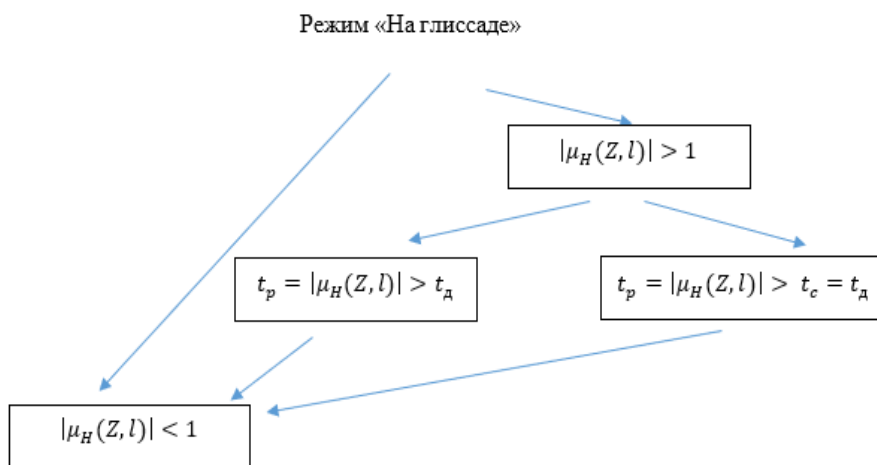 Режим «На глиссаде»
|μ_H(Z, l)| > 1
t_p = |μ_H(Z, l)| > t_д
t_p = |μ_H(Z, l)| > t_c = t_д
|μ_H(Z, l)| < 1